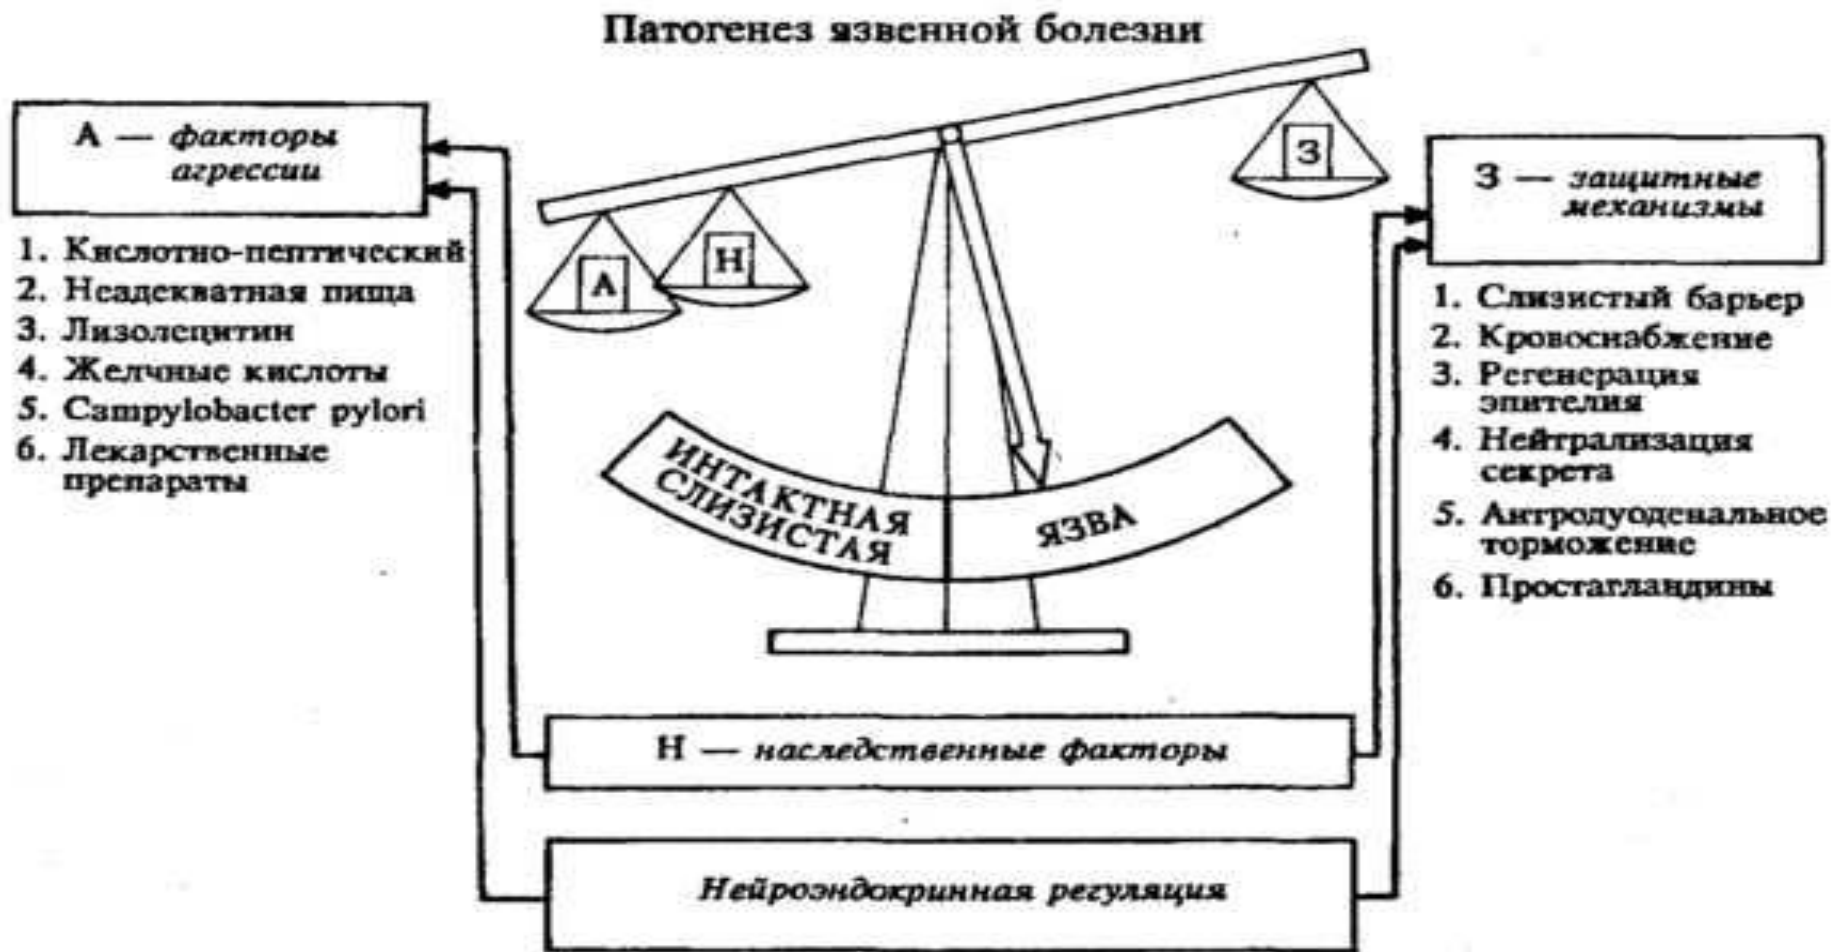 Патогенез язвенной болезни
А — факторы
агрессии
1. Кислотно-пептический
2. Неадекватная пища
3. Лизолецитин
4. Желчные кислоты
5. Campylobacter pylori
6. Лекарственные
препараты
А
Н
З
ИНТАКТНАЯ
СЛИЗИСТАЯ
ЯЗВА
З — защитные
механизмы
1. Слизистый барьер
2. Кровоснабжение
3. Регенерация
эпителия
4. Нейтрализация
секрета
5. Антродуоденальное
торможение
6. Простагландины
Н — наследственные факторы
Нейроэндокринная регуляция